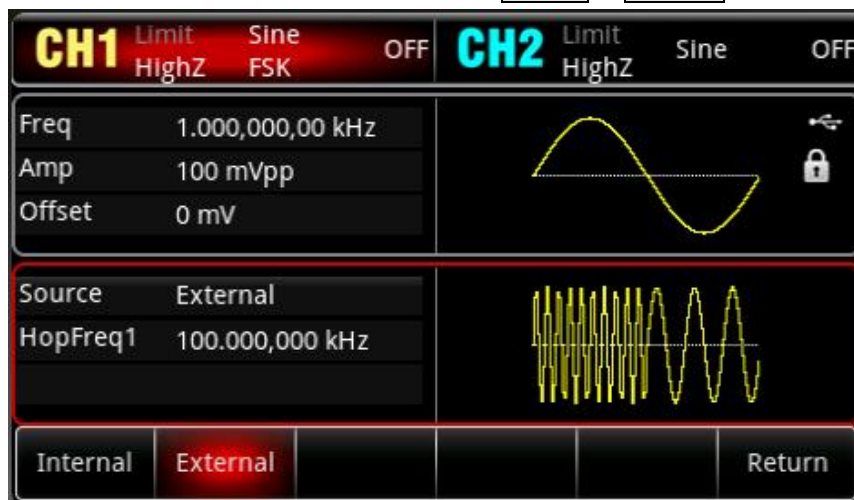 CH1 Limit Sine OFF CH2 Limit Sine OFF
HighZ FSK HighZ
Freq 1.000,000,00 kHz
Amp 100 mVpp
Offset 0 mV
Source External
HopFreq1 100.000,000 kHz
Internal External Return